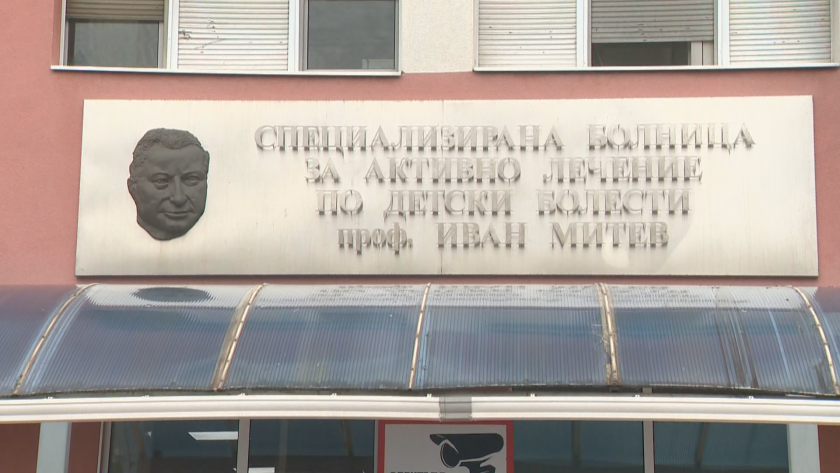 СПЕЦИАЛИЗИРАНА БОЛНИЦА
ЗА АКТИВНО ЛЕЧЕНИЕ
ПО ДЕТСКИ БОЛЕСТИ
проф. ИВАН МИТЕВ